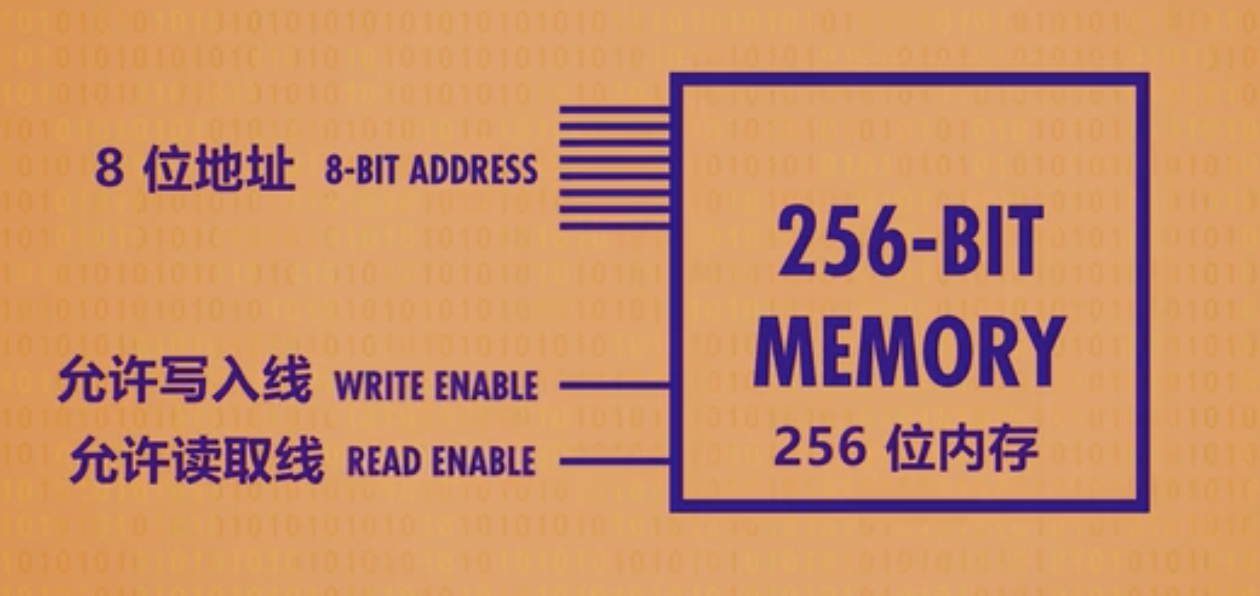 8 位地址 8-BIT ADDRESS
256-BIT
MEMORY
256 位内存
允许写入线 WRITE ENABLE
允许读取线 READ ENABLE